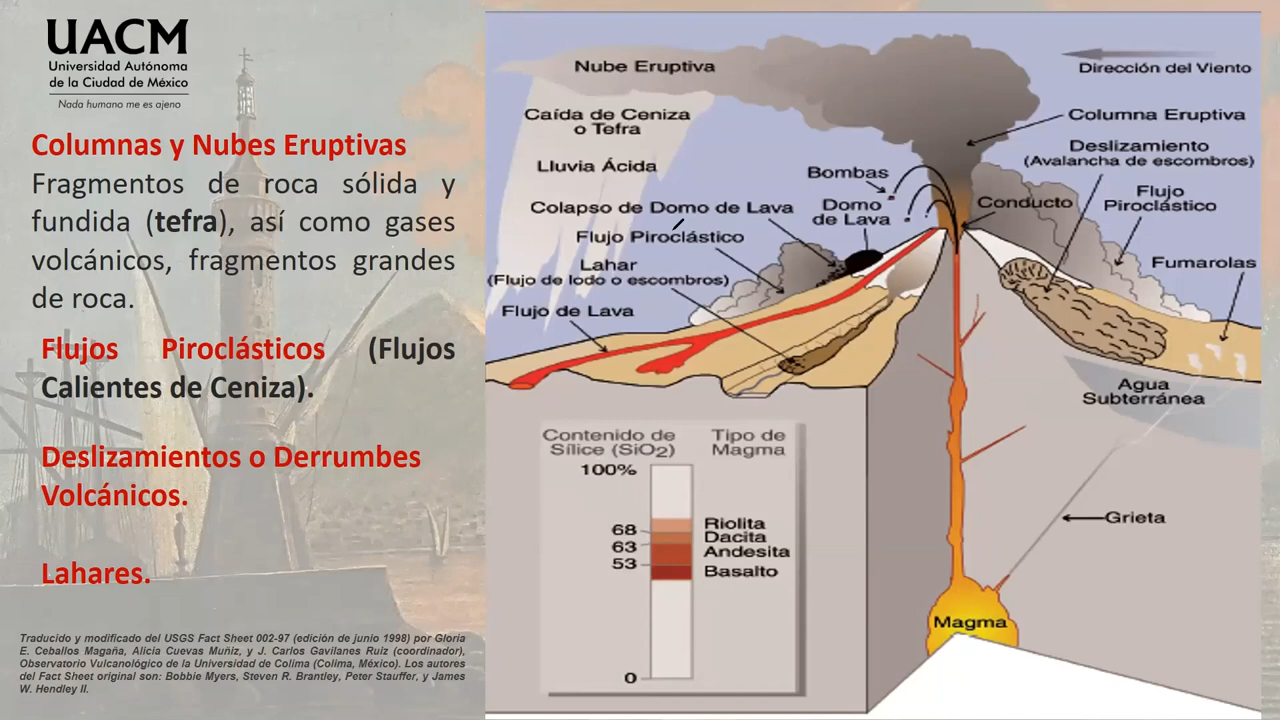 UACM
Universidad Autónoma
de la Ciudad de México
Nada humano me es ajeno
Columnas y Nubes Eruptivas
Fragmentos de roca sólida y
fundida (tefra), así como gases
volcánicos, fragmentos grandes
de roca.
Flujos Piroclásticos (Flujos
Calientes de Ceniza).
Deslizamientos o Derrumbes
Volcánicos.
Lahares.
Traducido y modificado del USGS Fact Sheet 002-97 (edición de junio 1998) por Gloria
E. Ceballos Magaña, Alicia Cuevas Muñiz, y J. Carlos Gavilanes Ruiz (coordinador),
Observatorio Vulcanológico de la Universidad de Colima (Colima, México). Los autores
del Fact Sheet original son: Bobbie Myers, Steven R. Brantley, Peter Stauffer, y James
W. Hendley II.
Nube Eruptiva
Dirección del Viento
Caída de Ceniza
o Tefra
Columna Eruptiva
Lluvia Ácida
Deslizamiento
(Avalancha de escombros)
Bombas
Flujo
Piroclástico
Colapso de Domo de Lava
Domo
de Lava
Conducto
Flujo Piroclástico
Lahar
(Flujo de lodo o escombros)
Fumarolas
Flujo de Lava
Agua
Subterránea
Contenido de
Sílice (SiO2)
Tipo de
Magma
100%
68
63
53
0
Riolita
Dacita
Andesita
Basalto
Grieta
Magma